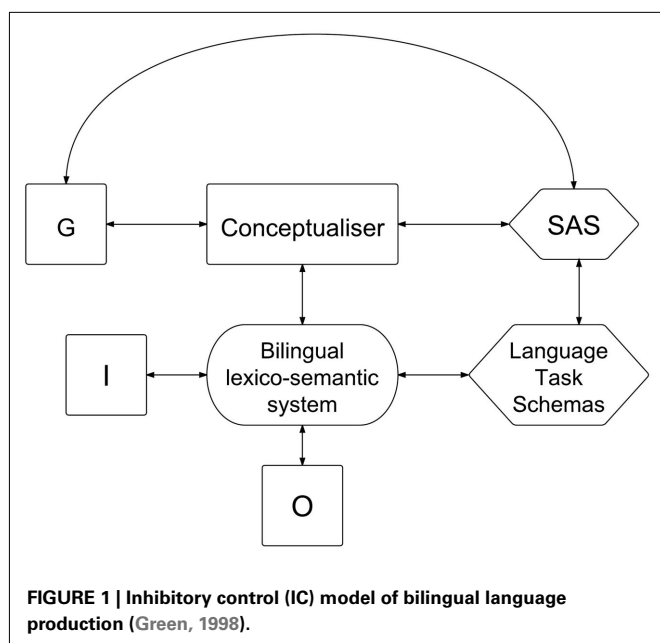 G
Conceptualiser
SAS
I
Bilingual
lexico-semantic
system
Language
Task
Schemas
O
FIGURE 1 | Inhibitory control (IC) model of bilingual language
production (Green, 1998).